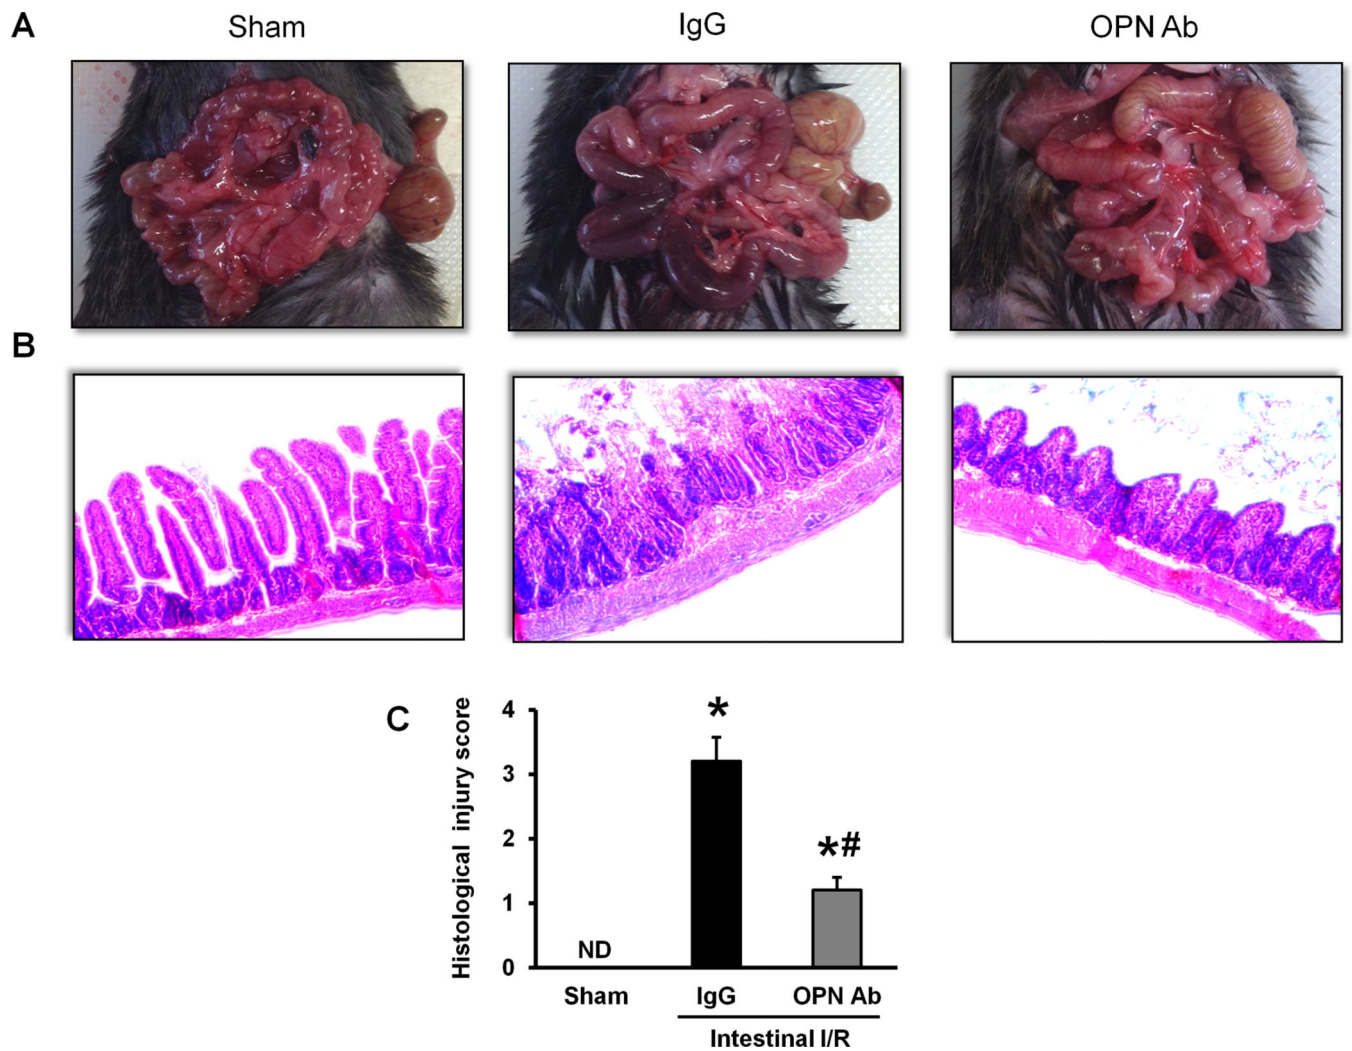 A
Sham
IgG
OPN Ab
B
C
Histological injury score
4
3
2
1
0
*
*#
ND
Sham
IgG
OPN Ab
Intestinal I/R